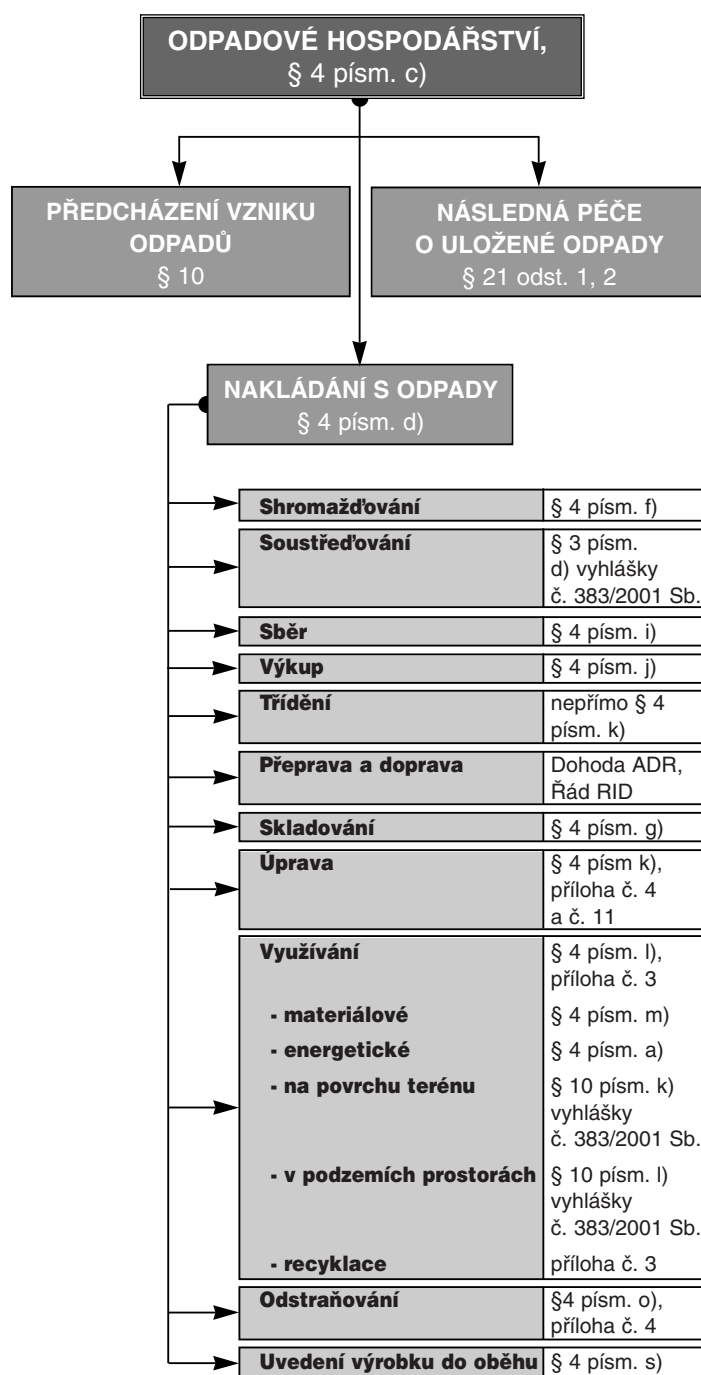 ODPADOVÉ HOSPODÁŘSTVÍ,
§ 4 písm. c)
PŘEDCHÁZENÍ VZNIKU
ODPADŮ
§ 10
NÁSLEDNÁ PÉČE
O ULOŽENÉ ODPADY
§ 21 odst. 1, 2
NAKLÁDÁNÍ S ODPADY
§ 4 písm. d)
Shromažďování § 4 písm. f)
Soustřeďování § 3 písm.
d) vyhlášky
č. 383/2001 Sb.
Sběr § 4 písm. i)
Výkup § 4 písm. j)
Třídění nepřímo § 4
písm. k)
Přeprava a doprava Dohoda ADR,
Řád RID
Skladování § 4 písm. g)
Úprava § 4 písm k),
příloha č. 4
a č. 11
Využívání § 4 písm. l),
příloha č. 3
- materiálové § 4 písm. m)
- energetické § 4 písm. a)
- na povrchu terénu § 10 písm. k)
vyhlášky
č. 383/2001 Sb.
- v podzemích prostorách § 10 písm. l)
vyhlášky
č. 383/2001 Sb.
- recyklace příloha č. 3
Odstraňování §4 písm. o),
příloha č. 4
Uvedení výrobku do oběhu § 4 písm. s)